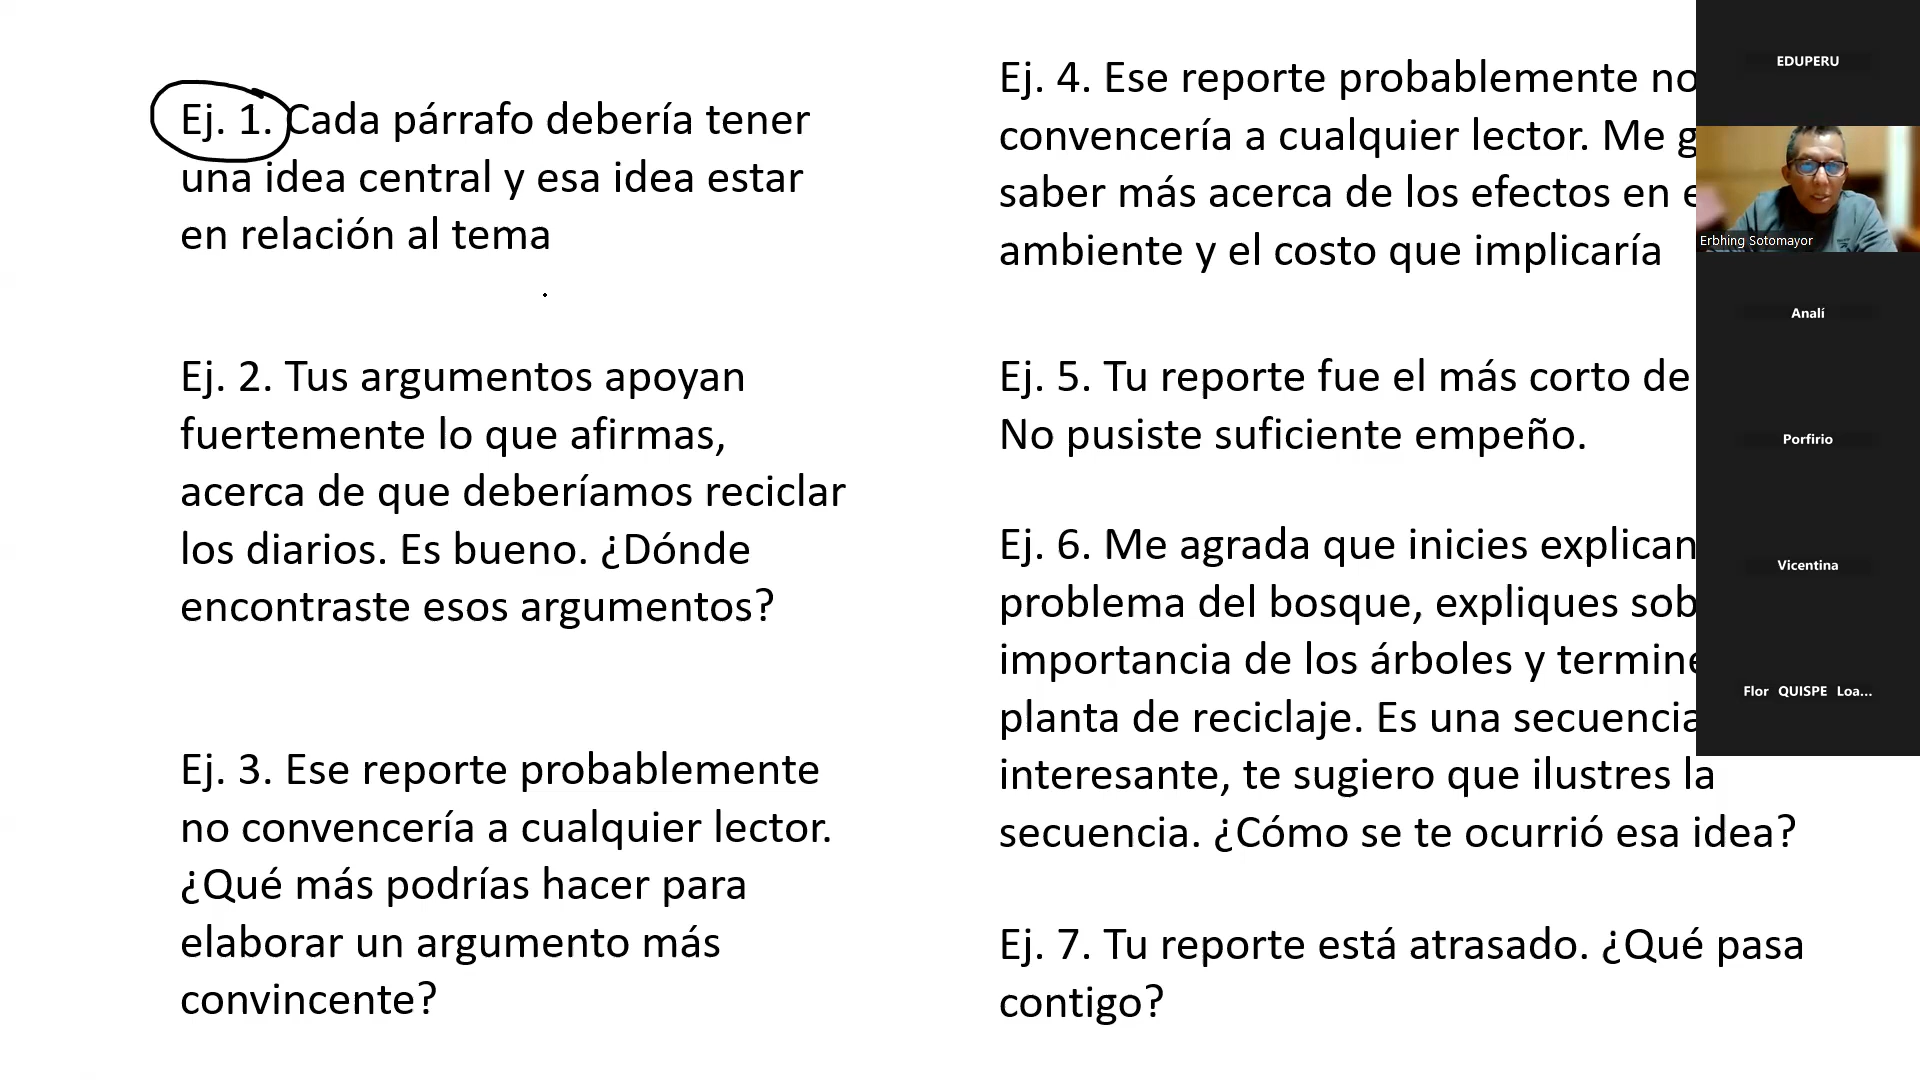 Ej. 1. Cada párrafo debería tener
una idea central y esa idea estar
en relación al tema
Ej. 2. Tus argumentos apoyan
fuertemente lo que afirmas,
acerca de que deberíamos reciclar
los diarios. Es bueno. ¿Dónde
encontraste esos argumentos?
Ej. 3. Ese reporte probablemente
no convencería a cualquier lector.
¿Qué más podrías hacer para
elaborar un argumento más
convincente?
Ej. 4. Ese reporte probablemente no
convencería a cualquier lector. Me
saber más acerca de los efectos en
ambiente y el costo que implicaría
Ej. 5. Tu reporte fue el más corto de
No pusiste suficiente empeño.
Ej. 6. Me agrada que inicies
problema del bosque, expliques
importancia de los árboles y
planta de reciclaje. Es una secuencia
interesante, te sugiero que ilustres la
secuencia. ¿Cómo se te ocurrió esa idea?
Ej. 7. Tu reporte está atrasado. ¿Qué pasa
contigo?
EDUPERU
Erbhing Sotomayor
Analí
Porfirio
Vicentina
Flor QUISPE Loa...